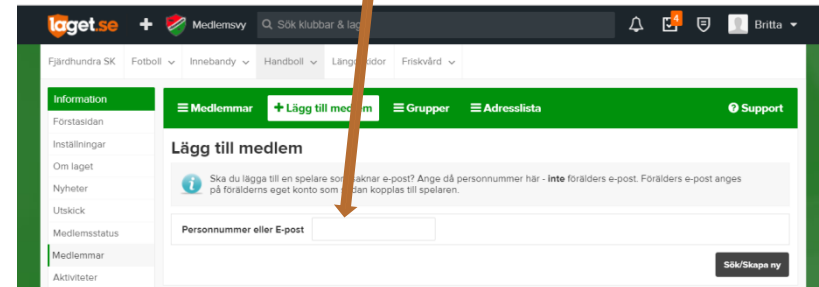 laget.se + Medlemsvy Sök klubbar & lag 4 Britta
Fjärdhundra SK Fotboll Innebandy Handboll Friskvård
Information
Förstasidan
Inställningar
Om laget
Nyheter
Utskick
Medlemsstatus
Medlemmar
Aktiviteter
Medlemmar + Lägg till medlem Grupper Adresslista Support
Lägg till medlem
Ska du lägga till en spelare som saknar e-post? Ange då personnummer här - inte förälders e-post. Förälders e-post anges
på förälderns eget konto som sedan kopplas till spelaren.
Personnummer eller E-post
Sök/Skapa ny